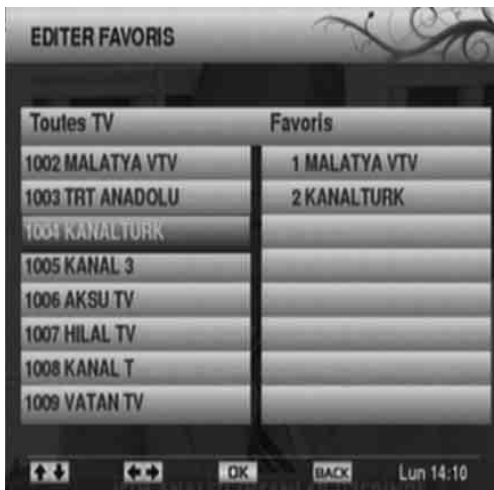 EDITER FAVORIS
Toutes TV Favoris
1002 MALATYA VTV 1 MALATYA VTV
1003 TRT ANADOLU 2 KANALTURK
1004 KANALTURK
1005 KANAL 3
1006 AKSU TV
1007 HILAL TV
1008 KANAL T
1009 VATAN TV
OK BACK Lun 14:10